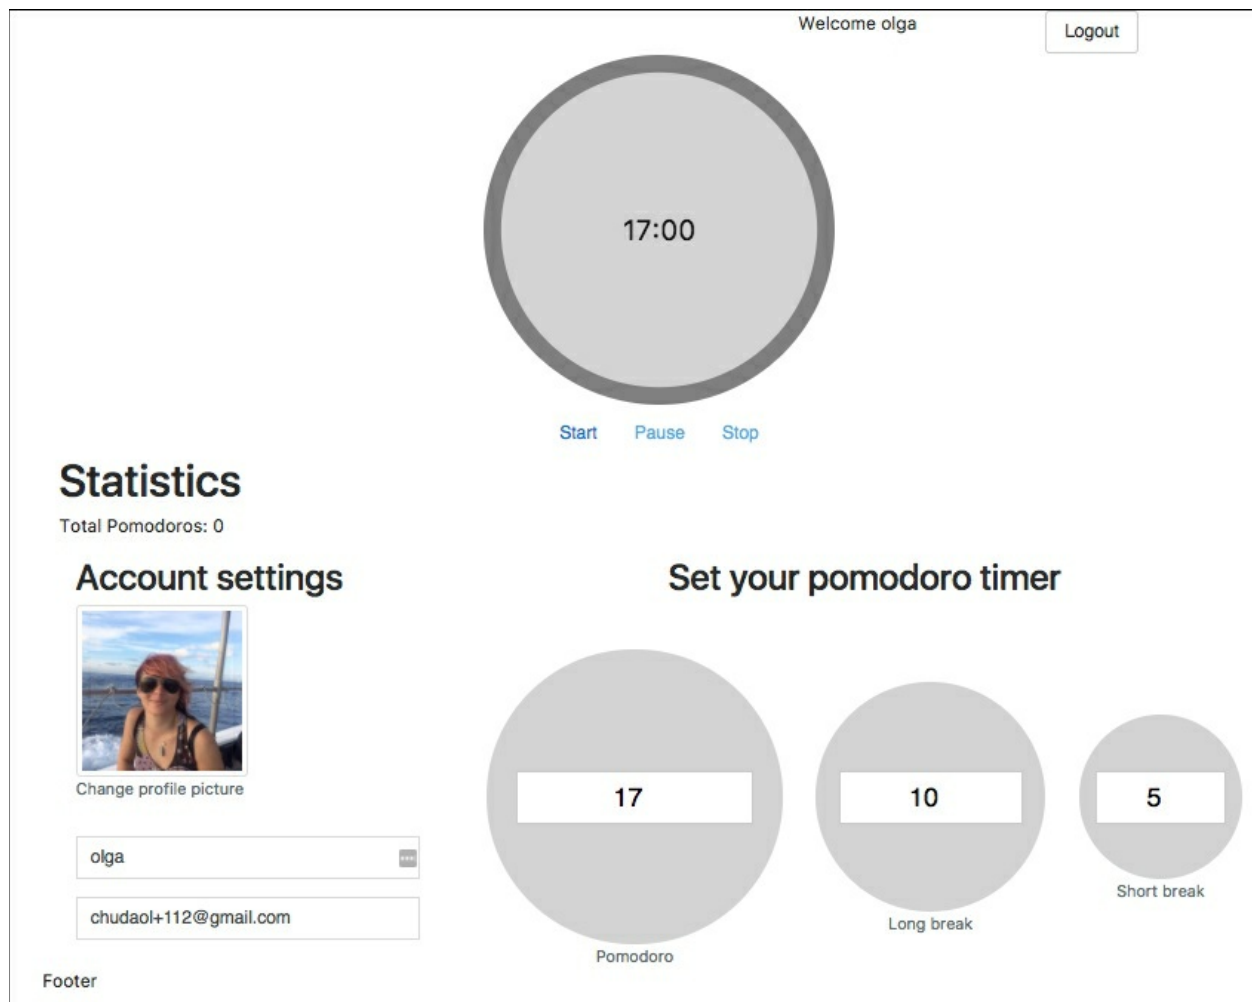 Welcome olga
Logout
17:00
Start Pause Stop
Statistics
Total Pomodoros: 0
Account settings
Change profile picture
olga
chudaol+112@gmail.com
Set your pomodoro timer
17
Pomodoro
10
Long break
5
Short break
Footer